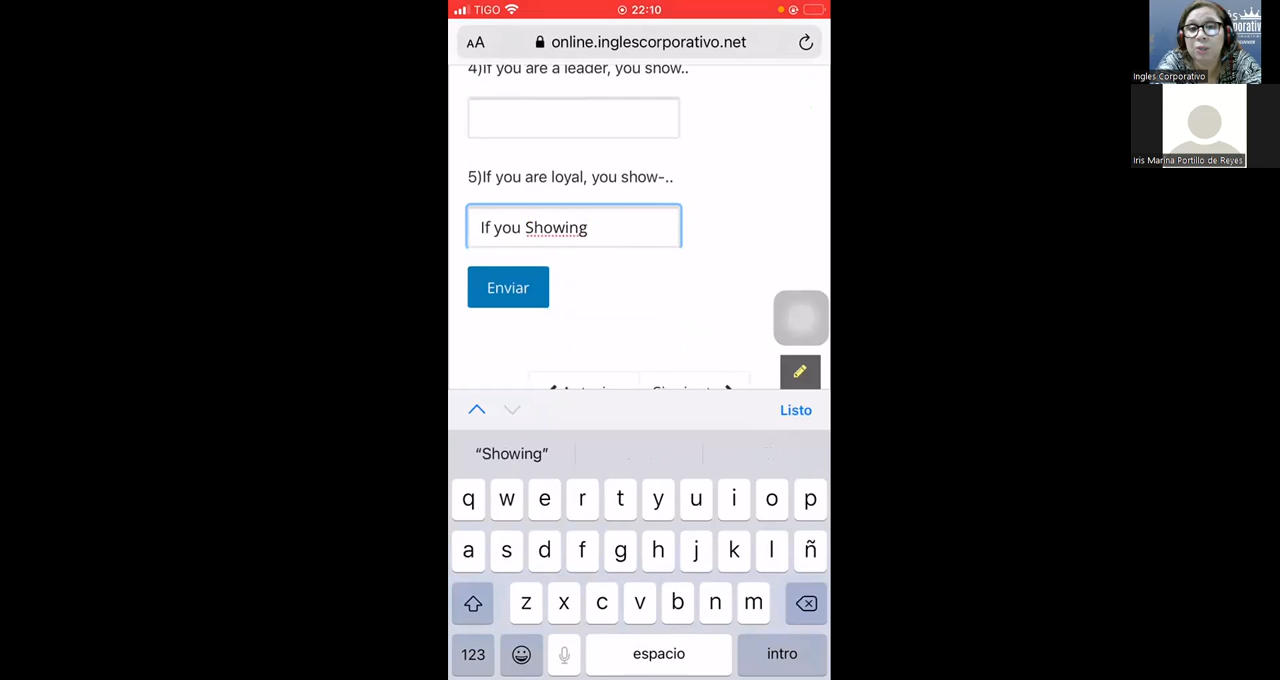 TIGO 22:10
AA online.inglescorporativo.net
4)If you are a leader, you show..
5)If you are loyal, you show-..
If you Showing
Enviar
Listo
“Showing”
q w e r t y u i o p
a s d f g h j k l ñ
z x c v b n m
123 espacio intro
Ingles Corporativo
Iris Marina Portillo de Reyes